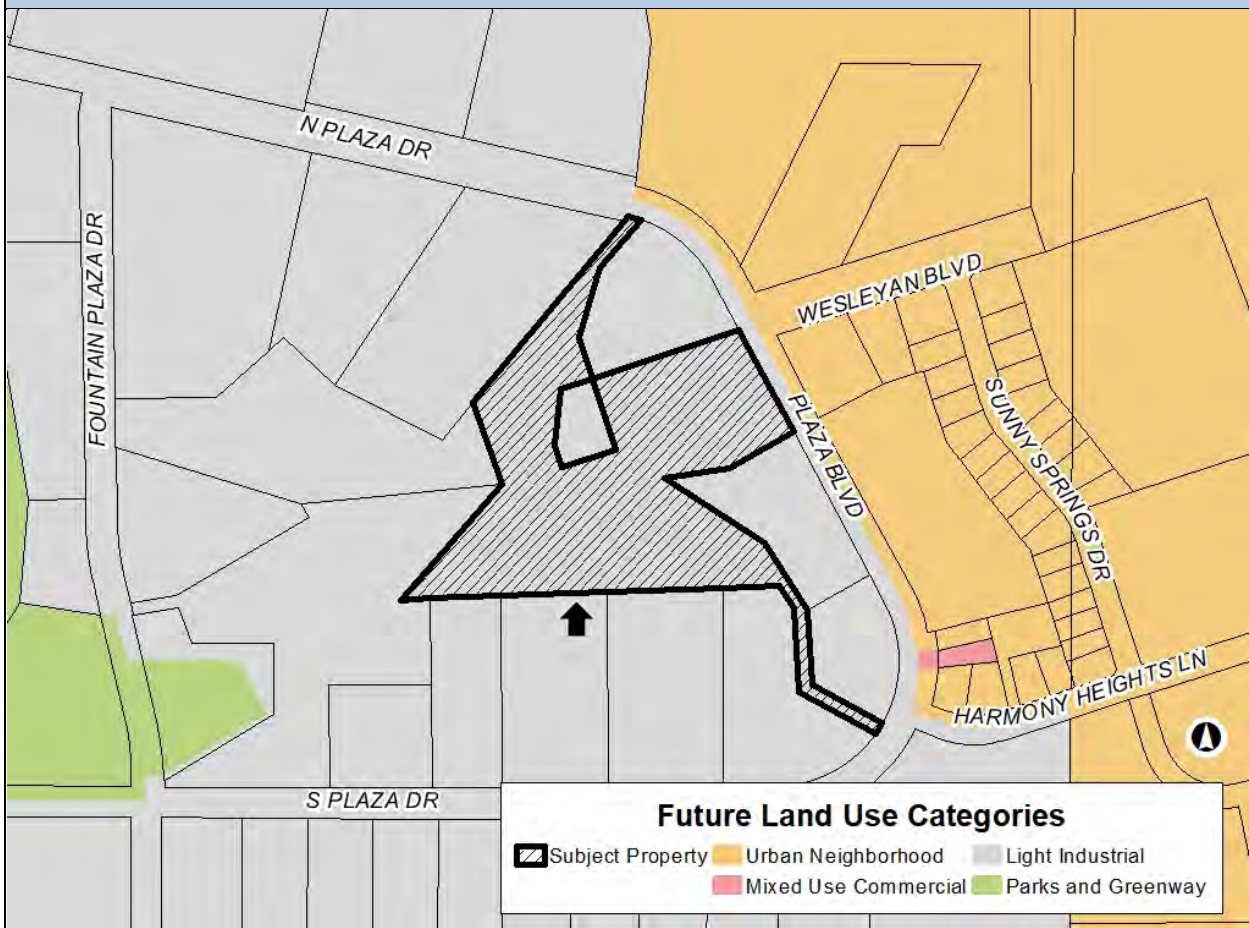 N PLAZA DR
FOUNTAIN PLAZA DR
WESLEYAN BLVD
PLAZA BLVD
SUNNY SPRINGS DR
HARMONY HEIGHTS LN
S PLAZA DR
Future Land Use Categories
Subject Property Urban Neighborhood Light Industrial
Mixed Use Commercial Parks and Greenway